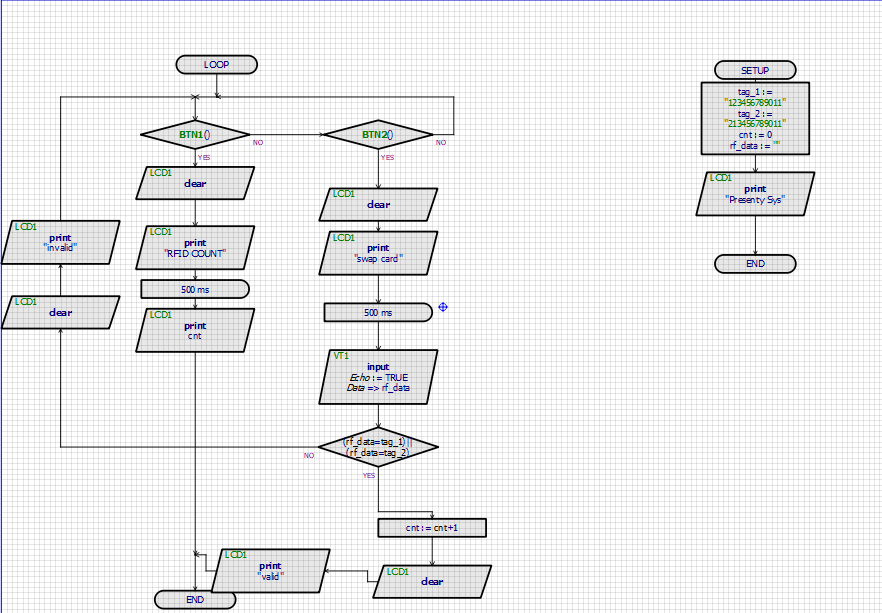 LOOP
BTN1()
NO
YES
BTN2()
NO
YES
LCD1
clear
LCD1
print
"RFID COUNT"
500 ms
LCD1
print
cnt
LCD1
print
"invalid"
LCD1
clear
LCD1
clear
LCD1
print
"swap card"
500 ms
VT1
input
Echo := TRUE
Data => rf_data
(rf_data=tag_1)||
(rf_data=tag_2)
NO
YES
cnt := cnt+1
LCD1
clear
LCD1
print
"valid"
END
SETUP
tag_1 :=
"123456789011"
tag_2 :=
"213456789011"
cnt := 0
rf_data := ""
LCD1
print
"Presenty Sys"
END